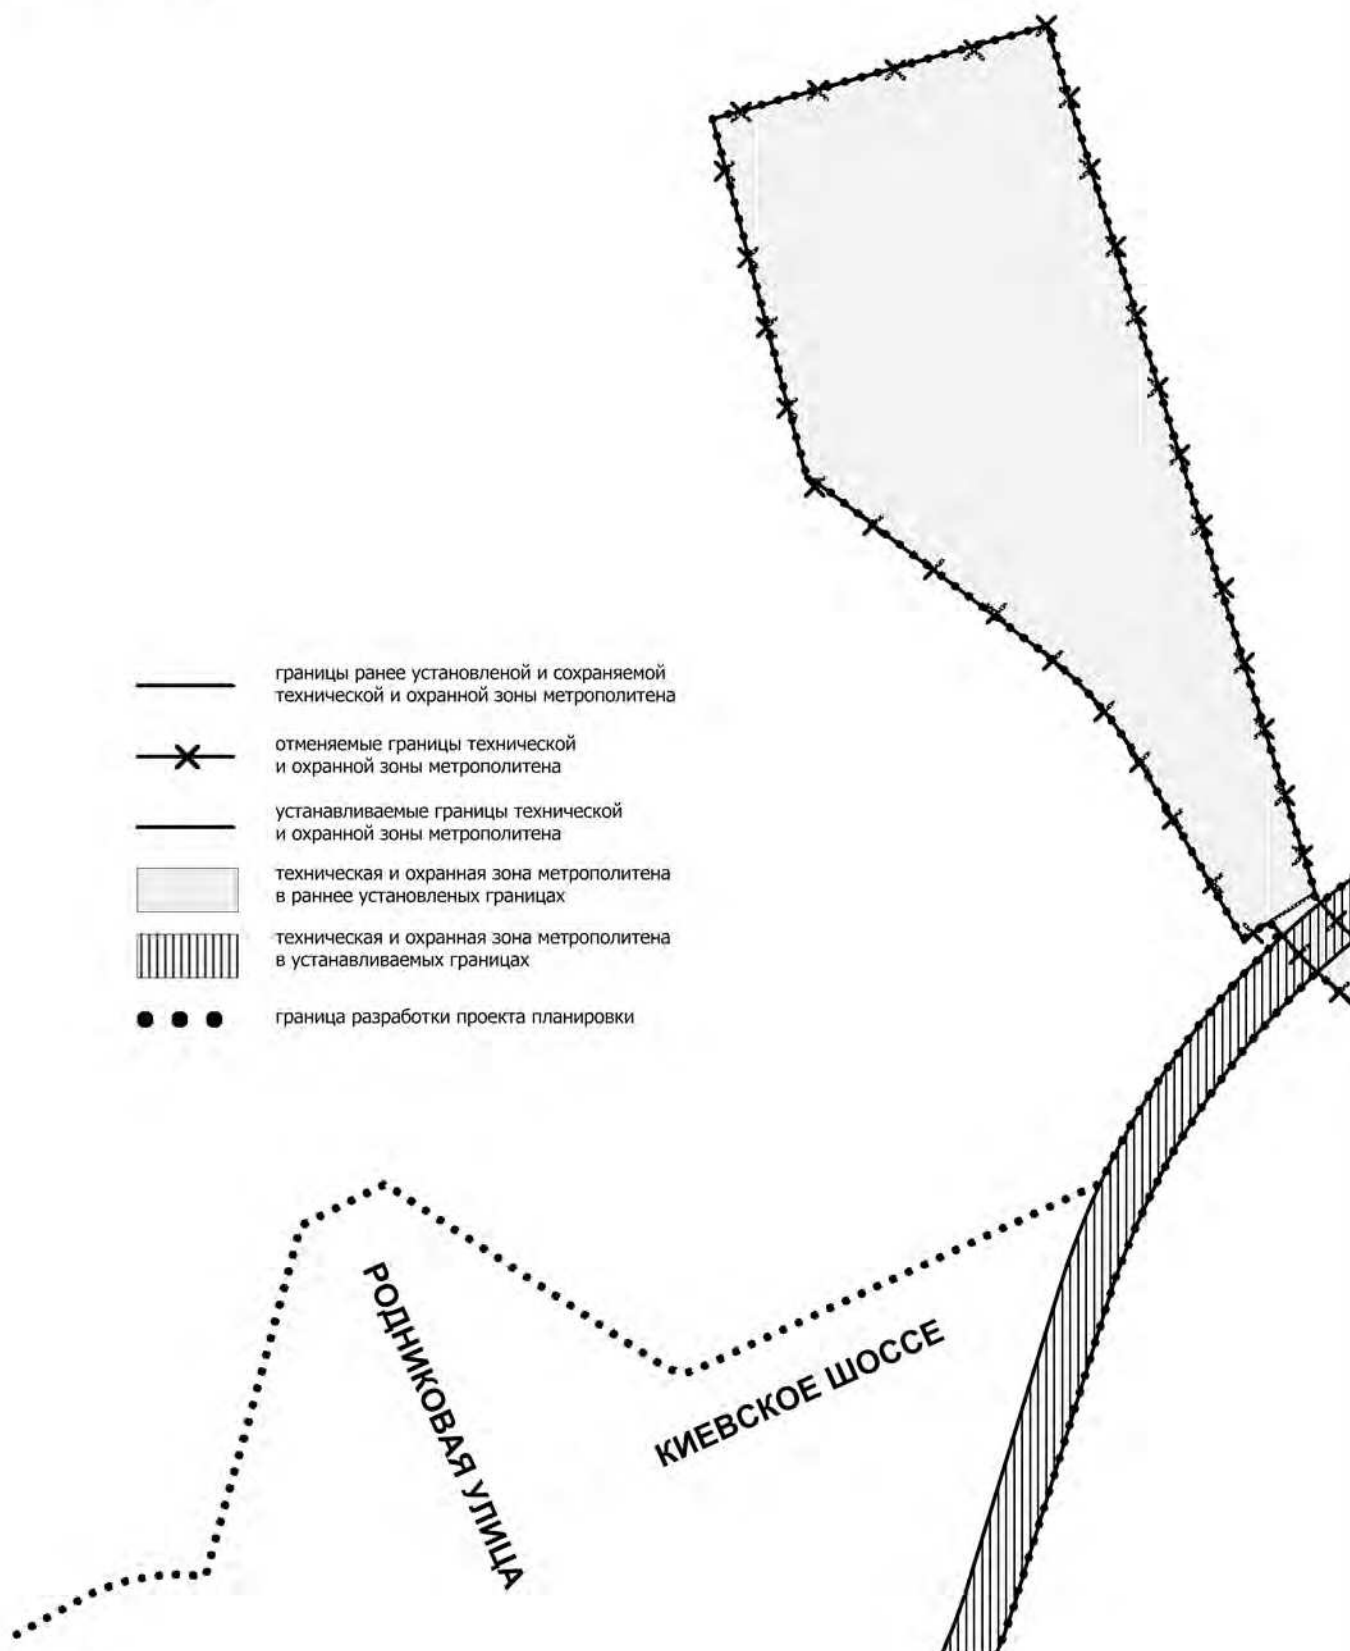 границы ранее установленой и сохраняемой
технической и охранной зоны метрополитена
отменяемые границы технической
и охранной зоны метрополитена
устанавливаемые границы технической
и охранной зоны метрополитена
техническая и охранная зона метрополитена
в раннее установленых границах
техническая и охранная зона метрополитена
в устанавливаемых границах
граница разработки проекта планировки
РОДНИКОВАЯ УЛИЦА
КИЕВСКОЕ ШОССЕ